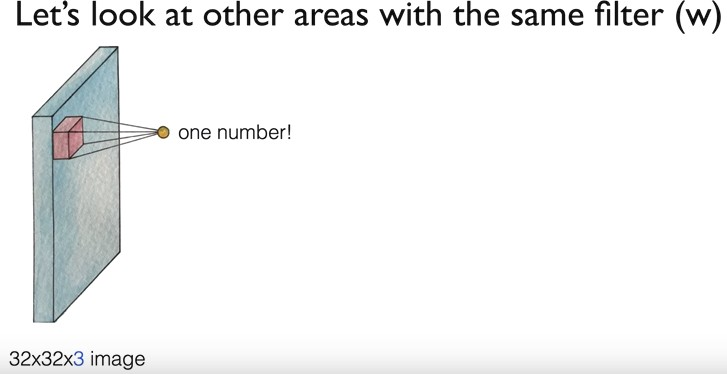 Let's look at other areas with the same filter (w)
one number!
32x32x3 image